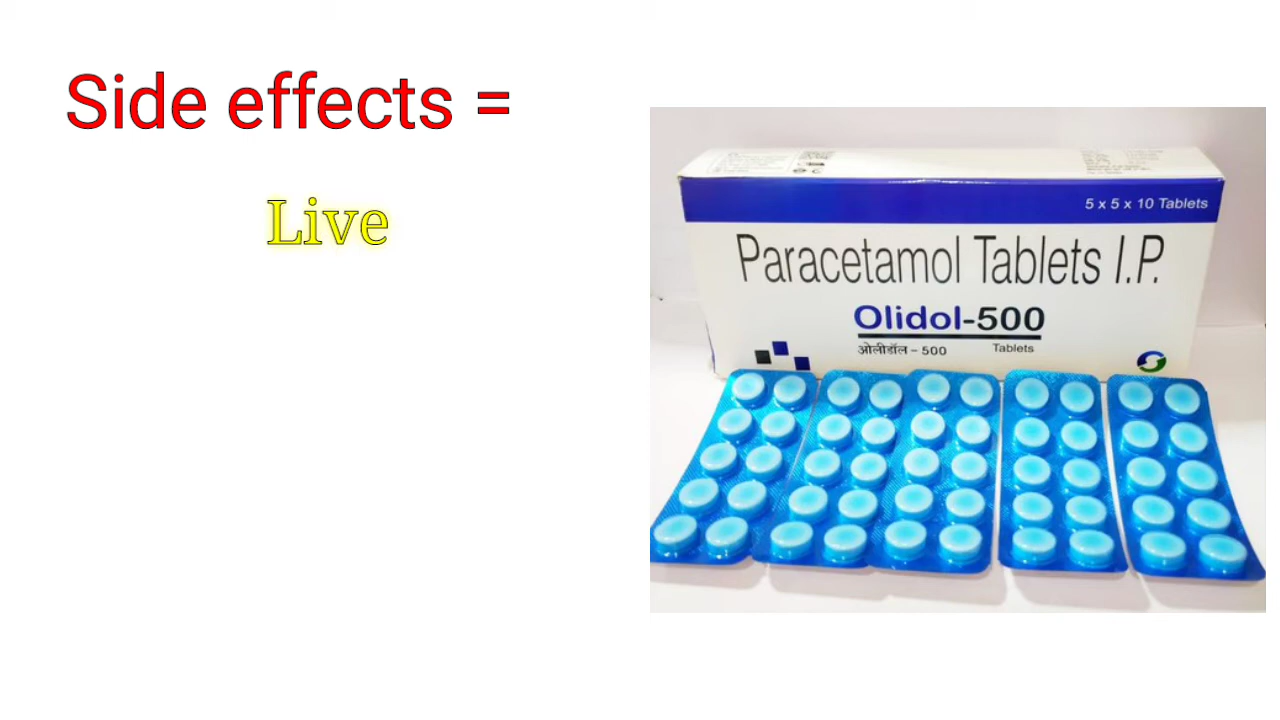 Side effects =
Live
5 x 5 x 10 Tablets
Paracetamol Tablets I.P.
Olidol-500
ओलीडॉल - 500 Tablets